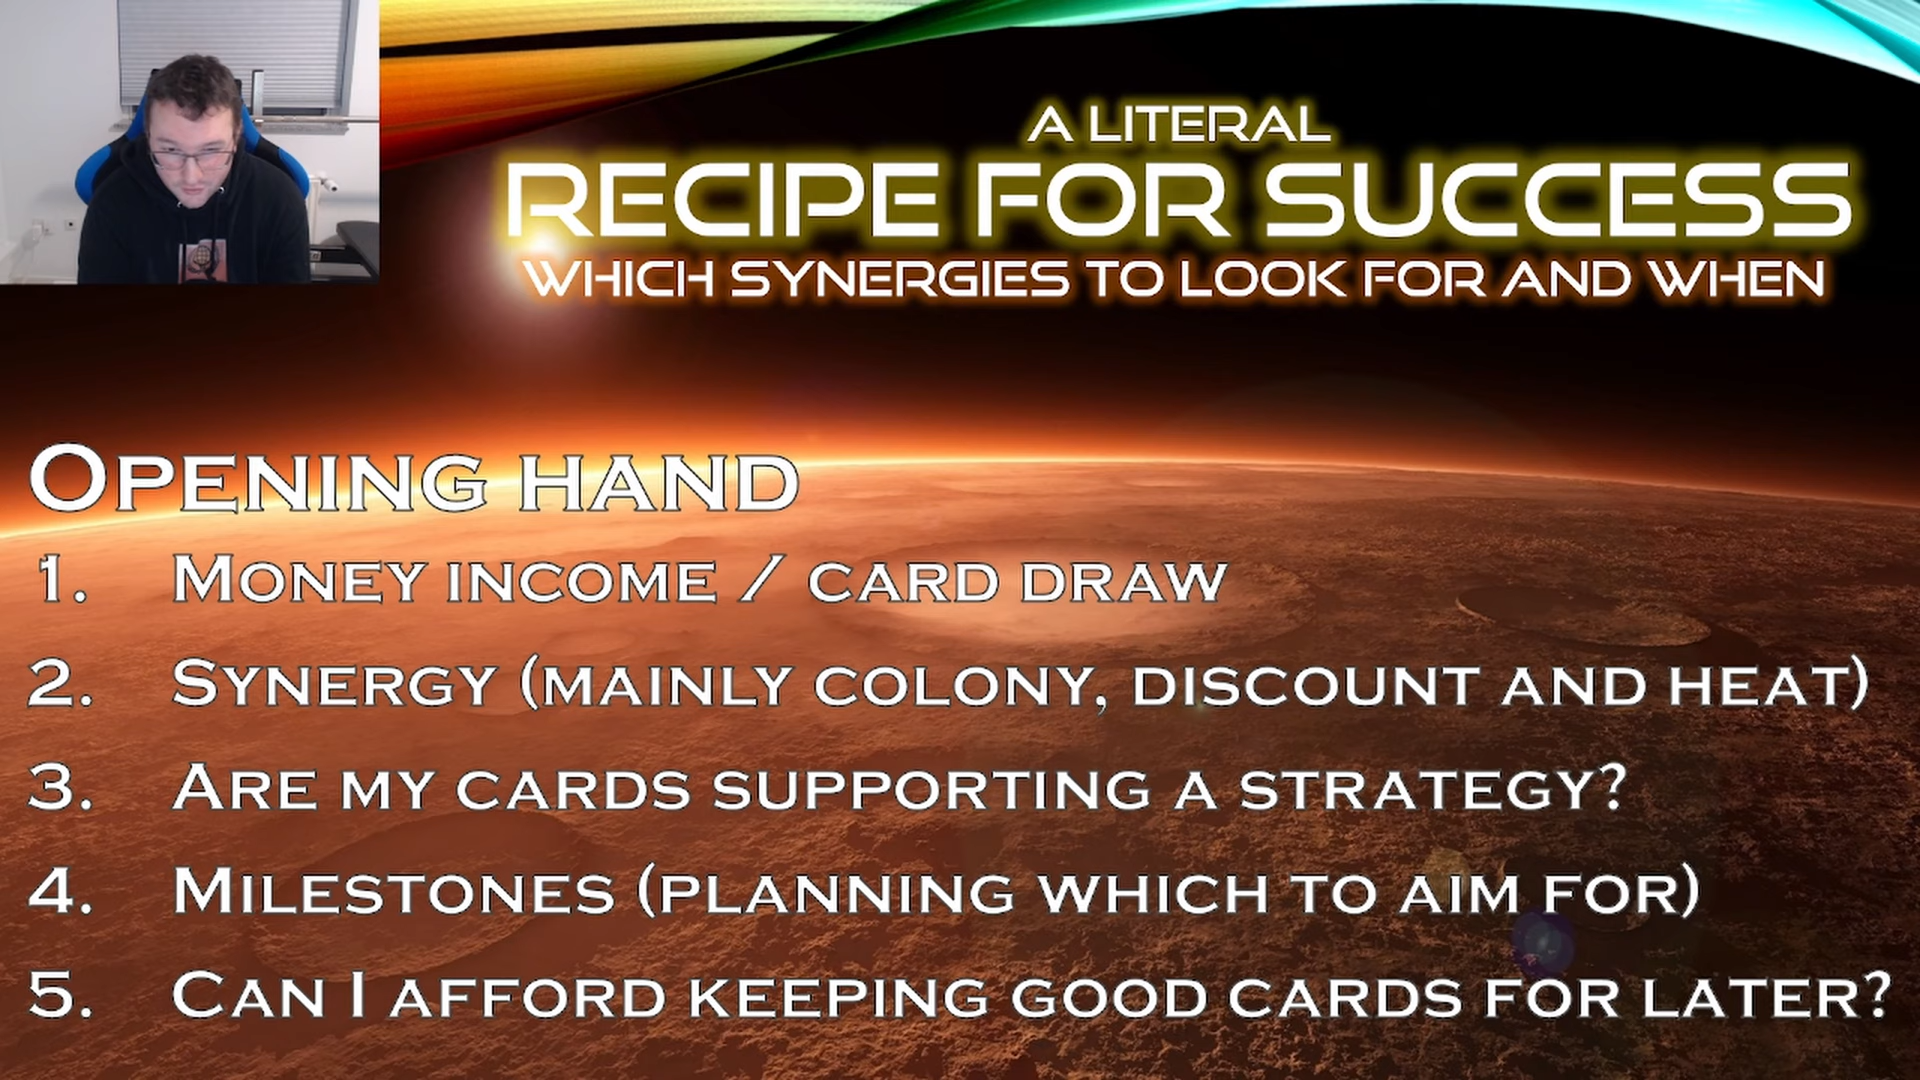 A LITERAL
RECIPE FOR SUCCESS
WHICH SYNERGIES TO LOOK FOR AND WHEN
OPENING HAND
1. MONEY INCOME / CARD DRAW
2. SYNERGY (MAINLY COLONY, DISCOUNT AND HEAT)
3. ARE MY CARDS SUPPORTING A STRATEGY?
4. MILESTONES (PLANNING WHICH TO AIM FOR)
5. CAN I AFFORD KEEPING GOOD CARDS FOR LATER?